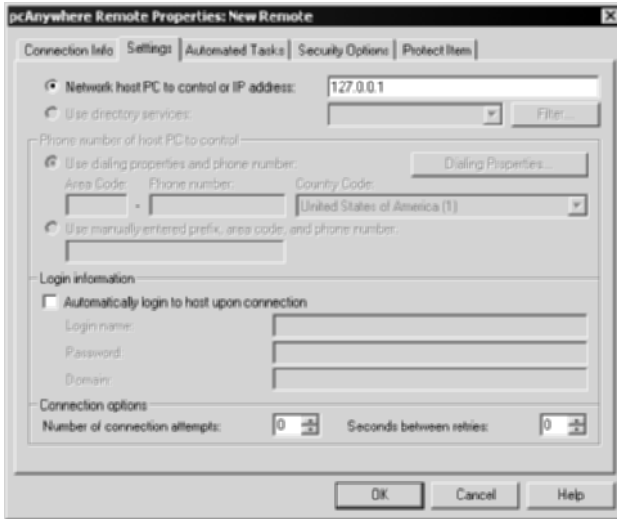 pcAnywhere Remote Properties: New Remote
Connection Info Settings Automated Tasks Security Options Protect Item
Network host PC to control or IP address: 127.0.0.1
Use directory services: Filter...
Phone number of host PC to control
Use dialing properties and phone number: Dialing Properties...
Area Code: Phone number: Country Code:
- United States of America (1)
Use manually entered prefix, area code, and phone number:
Login information
Automatically login to host upon connection
Login name:
Password:
Domain:
Connection options
Number of connection attempts: 0 Seconds between retries: 0
OK Cancel Help